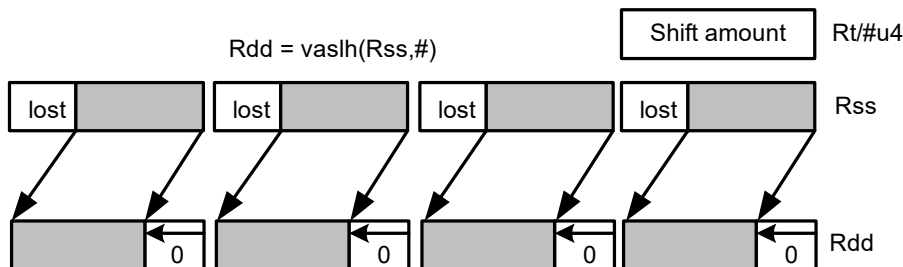 Shift amount Rt/#u4
Rdd = vaslh(Rss,#)
lost lost lost lost Rss
0 0 0 0 Rdd